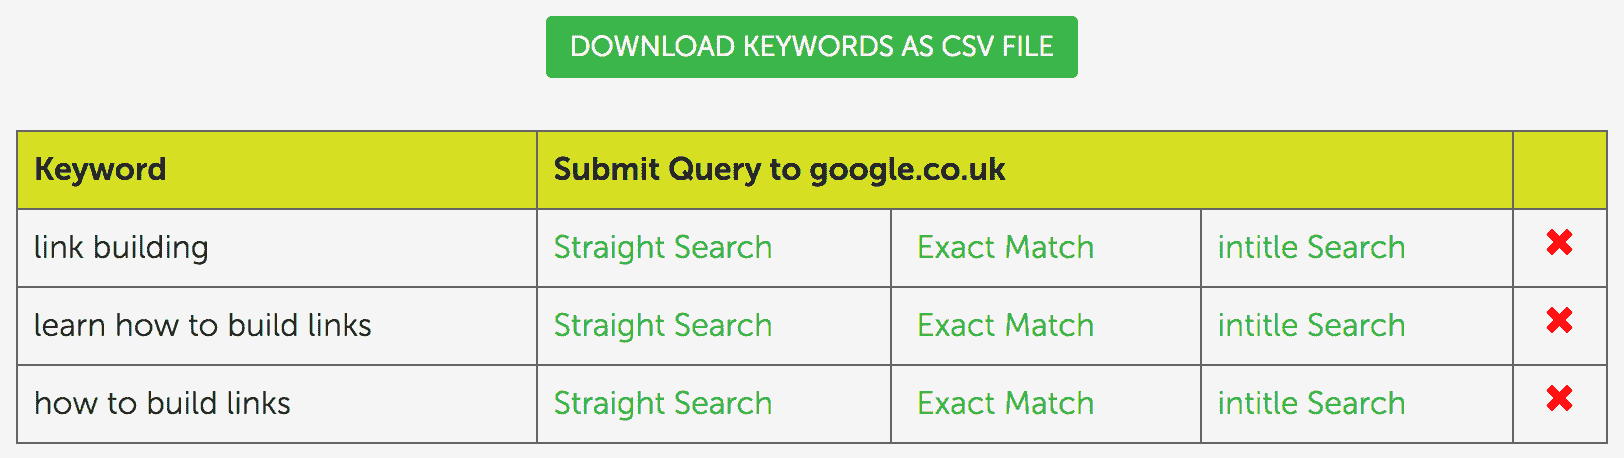 DOWNLOAD KEYWORDS AS CSV FILE
Keyword Submit Query to google.co.uk
link building Straight Search Exact Match intitle Search
learn how to build links Straight Search Exact Match intitle Search
how to build links Straight Search Exact Match intitle Search